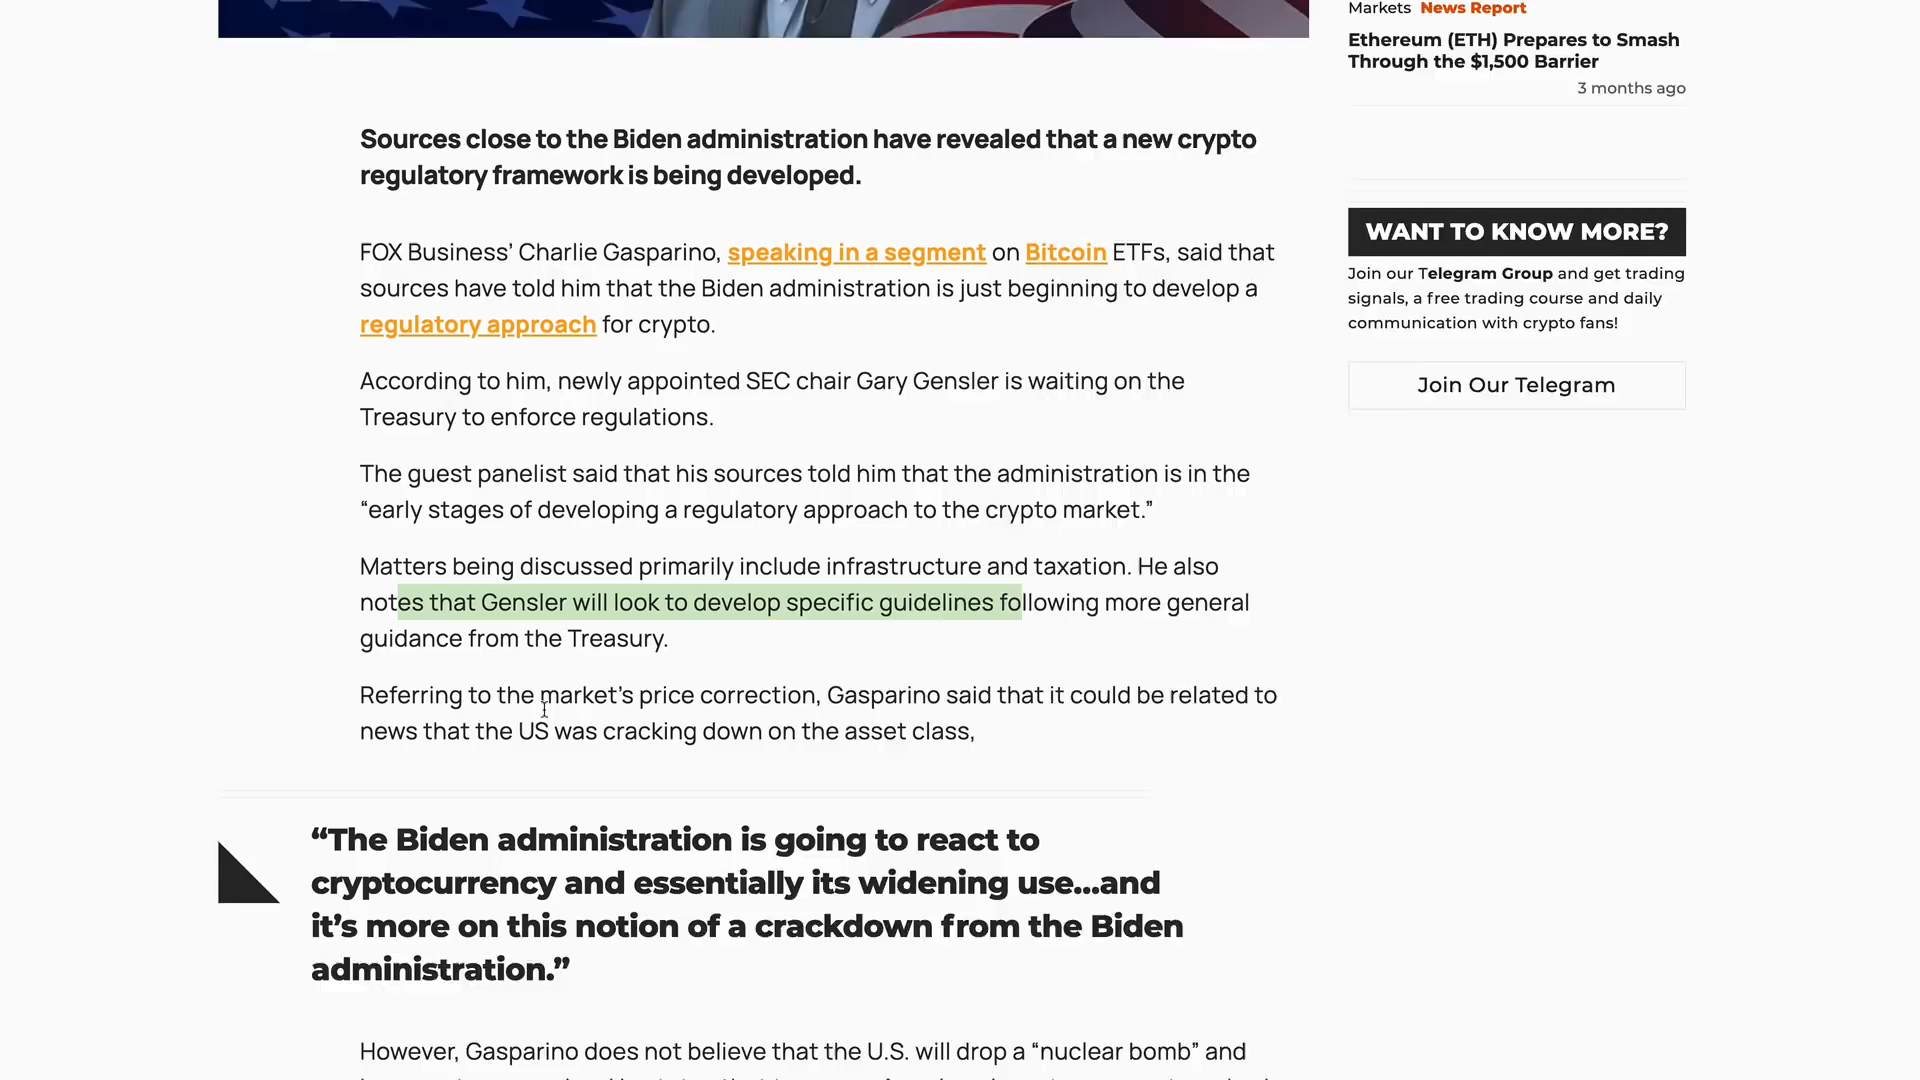 Sources close to the Biden administration have revealed that a new crypto
regulatory framework is being developed.
FOX Business’ Charlie Gasparino, speaking in a segment on Bitcoin ETFs, said that
sources have told him that the Biden administration is just beginning to develop a
regulatory approach for crypto.
According to him, newly appointed SEC chair Gary Gensler is waiting on the
Treasury to enforce regulations.
The guest panelist said that his sources told him that the administration is in the
“early stages of developing a regulatory approach to the crypto market.”
Matters being discussed primarily include infrastructure and taxation. He also
notes that Gensler will look to develop specific guidelines following more general
guidance from the Treasury.
Referring to the market’s price correction, Gasparino said that it could be related to
news that the US was cracking down on the asset class,
“The Biden administration is going to react to
cryptocurrency and essentially its widening use...and
it’s more on this notion of a crackdown from the Biden
administration.”
However, Gasparino does not believe that the U.S. will drop a “nuclear bomb” and
Markets News Report
Ethereum (ETH) Prepares to Smash
Through the $1,500 Barrier
3 months ago
WANT TO KNOW MORE?
Join our Telegram Group and get trading
signals, a free trading course and daily
communication with crypto fans!
Join Our Telegram